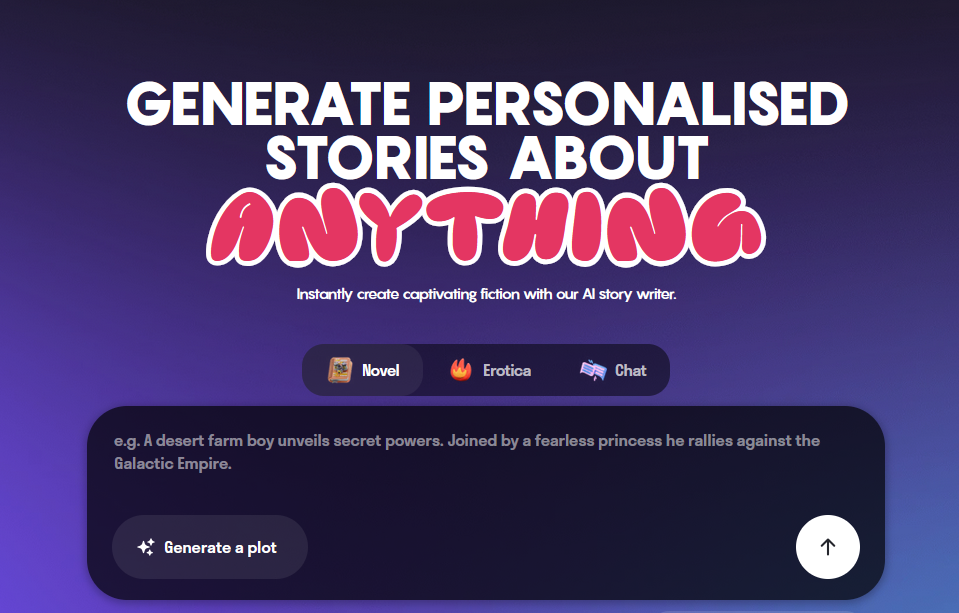 GENERATE PERSONALISED
STORIES ABOUT
ANYTHING
Instantly create captivating fiction with our AI story writer.
Novel Erotica Chat
e.g. A desert farm boy unveils secret powers. Joined by a fearless princess he rallies against the
Galactic Empire.
Generate a plot